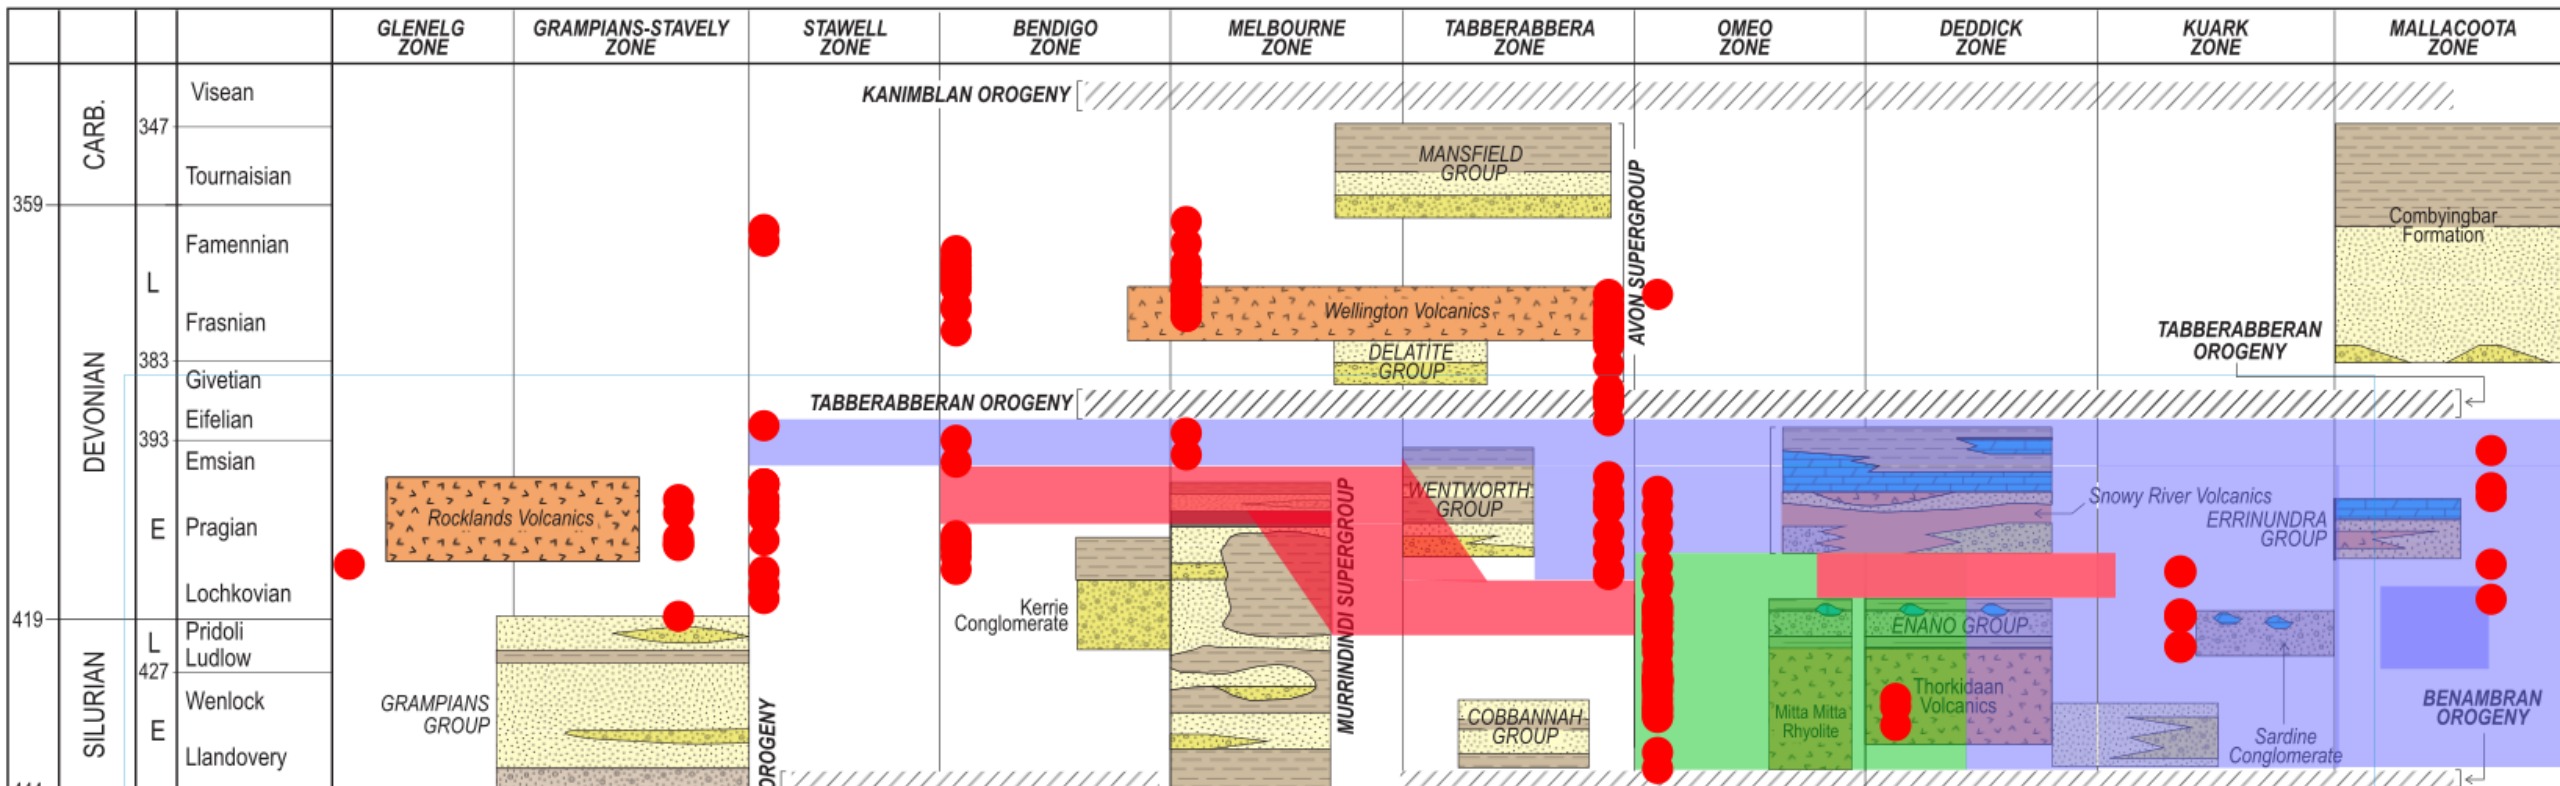 GLENELG
ZONE
GRAMPIANS-STAVELY
ZONE
STAWELL
ZONE
BENDIGO
ZONE
MELBOURNE
ZONE
TABBERABBERA
ZONE
OMEO
ZONE
DEDDICK
ZONE
KUARK
ZONE
MALLACOOTA
ZONE
CARB.
DEVONIAN
SILURIAN
L
E
L
E
359
419
347
383
393
427
Visean
Tournaisian
Famennian
Frasnian
Givetian
Eifelian
Emsian
Pragian
Lochkovian
Pridoli
Ludlow
Wenlock
Llandovery
KANIMBLAN OROGENY
MANSFIELD
GROUP
AVON SUPERGROUP
Combyingbar
Formation
Wellington Volcanics
DELATITE
GROUP
TABBERABBERAN
OROGENY
TABBERABBERAN OROGENY
Rocklands Volcanics
WENTWORTH
GROUP
Snowy River Volcanics
ERRINUNDRA
GROUP
MURRINDINDI SUPERGROUP
Kerrie
Conglomerate
ENANO GROUP
GRAMPIANS
GROUP
OROGENY
COBBANNAH
GROUP
Mitta Mitta
Rhyolite
Thorkidaan
Volcanics
Sardine
Conglomerate
BENAMBRAN
OROGENY